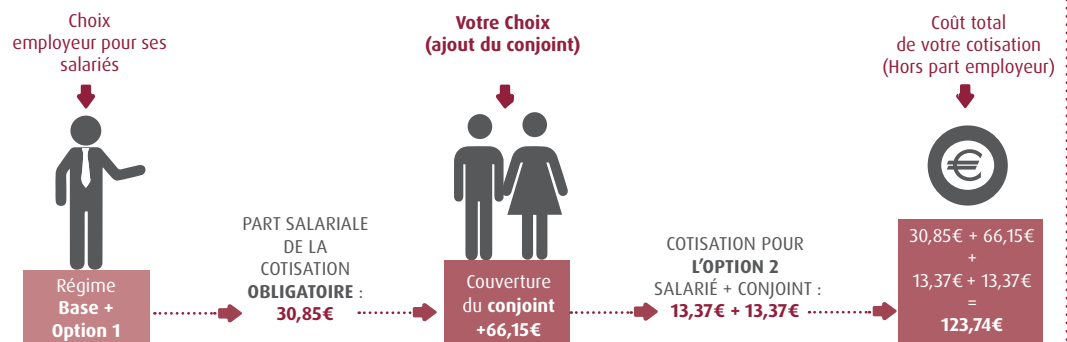 Choix
employeur pour ses
salariés
Régime
Base +
Option 1
PART SALARIALE
DE LA
COTISATION
OBLIGATOIRE :
30,85€
Votre Choix
(ajout du conjoint)
Couverture
du conjoint
+66,15€
COTISATION POUR
L'OPTION 2
SALARIÉ + CONJOINT :
13,37€ + 13,37€
Coût total
de votre cotisation
(Hors part employeur)
€
30,85€ + 66,15€
+
13,37€ + 13,37€
=
123,74€